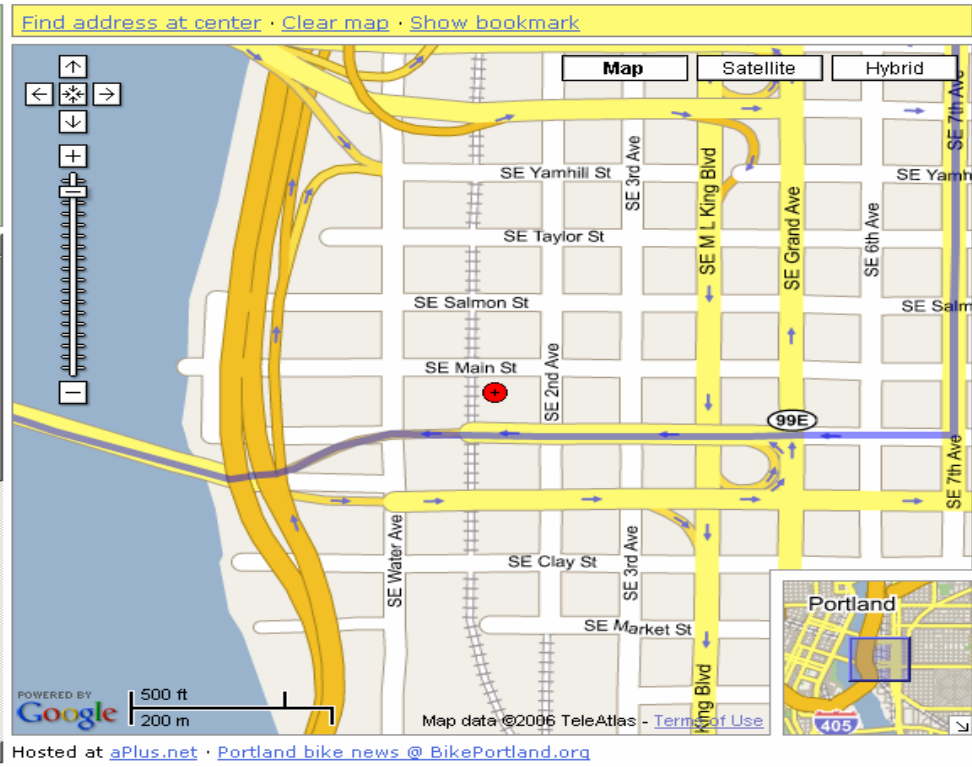 Find address at center · Clear map · Show bookmark
Map Satellite Hybrid
SE 7th Ave
SE Yamhill St
SE 3rd Ave
SE M L King Blvd
SE Yamh
SE Grand Ave
SE 6th Ave
SE Taylor St
SE Salmon St
SE Salm
SE Main St
SE 2nd Ave
99E
SE 7th Ave
SE Water Ave
SE Clay St
SE 3rd Ave
SE Market St
King Blvd
Portland
405
POWERED BY
Google
500 ft
200 m
Map data ©2006 TeleAtlas - Terms of Use
Hosted at aPlus.net · Portland bike news @ BikePortland.org